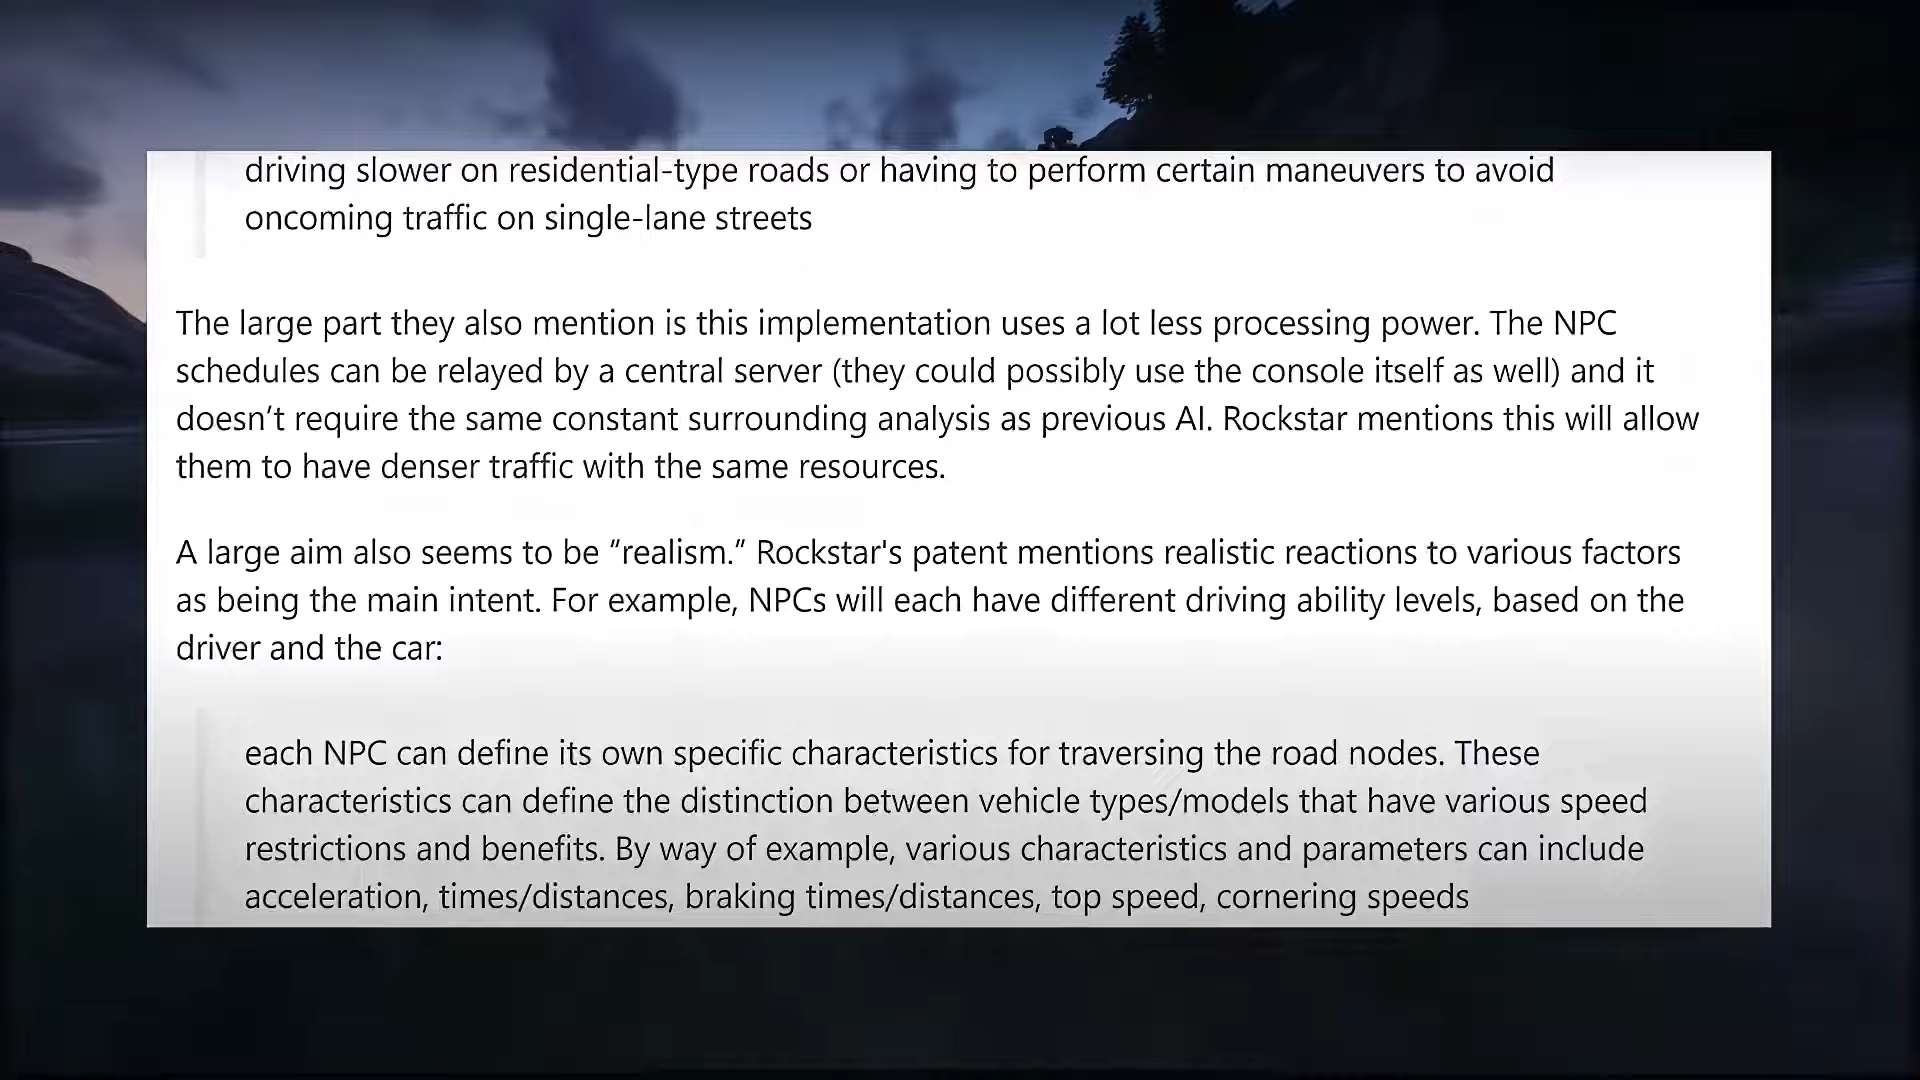 driving slower on residential-type roads or having to perform certain maneuvers to avoid
oncoming traffic on single-lane streets
The large part they also mention is this implementation uses a lot less processing power. The NPC
schedules can be relayed by a central server (they could possibly use the console itself as well) and it
doesn’t require the same constant surrounding analysis as previous AI. Rockstar mentions this will allow
them to have denser traffic with the same resources.
A large aim also seems to be “realism.” Rockstar's patent mentions realistic reactions to various factors
as being the main intent. For example, NPCs will each have different driving ability levels, based on the
driver and the car:
each NPC can define its own specific characteristics for traversing the road nodes. These
characteristics can define the distinction between vehicle types/models that have various speed
restrictions and benefits. By way of example, various characteristics and parameters can include
acceleration, times/distances, braking times/distances, top speed, cornering speeds